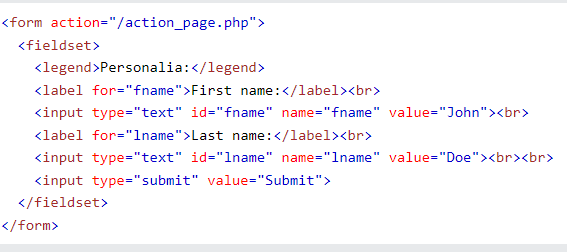 <form action="/action_page.php">
<fieldset>
<legend>Personalia:</legend>
<label for="fname">First name:</label><br>
<input type="text" id="fname" name="fname" value="John"><br>
<label for="lname">Last name:</label><br>
<input type="text" id="lname" name="lname" value="Doe"><br><br>
<input type="submit" value="Submit">
</fieldset>
</form>